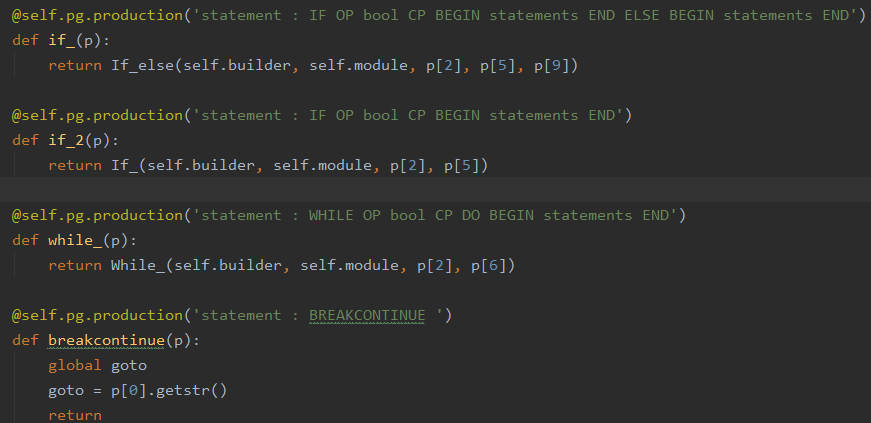 @self.pg.production('statement : IF OP bool CP BEGIN statements END ELSE BEGIN statements END')
def if_(p):
    return If_else(self.builder, self.module, p[2], p[5], p[9])
@self.pg.production('statement : IF OP bool CP BEGIN statements END')
def if_2(p):
    return If_(self.builder, self.module, p[2], p[5])
@self.pg.production('statement : WHILE OP bool CP DO BEGIN statements END')
def while_(p):
    return While_(self.builder, self.module, p[2], p[6])
@self.pg.production('statement : BREAKCONTINUE ')
def breakcontinue(p):
    global goto
    goto = p[0].getstr()
    return